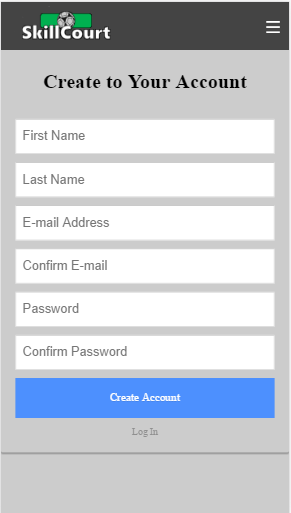 SkillCourt
Create to Your Account
First Name
Last Name
E-mail Address
Confirm E-mail
Password
Confirm Password
Create Account
Log In